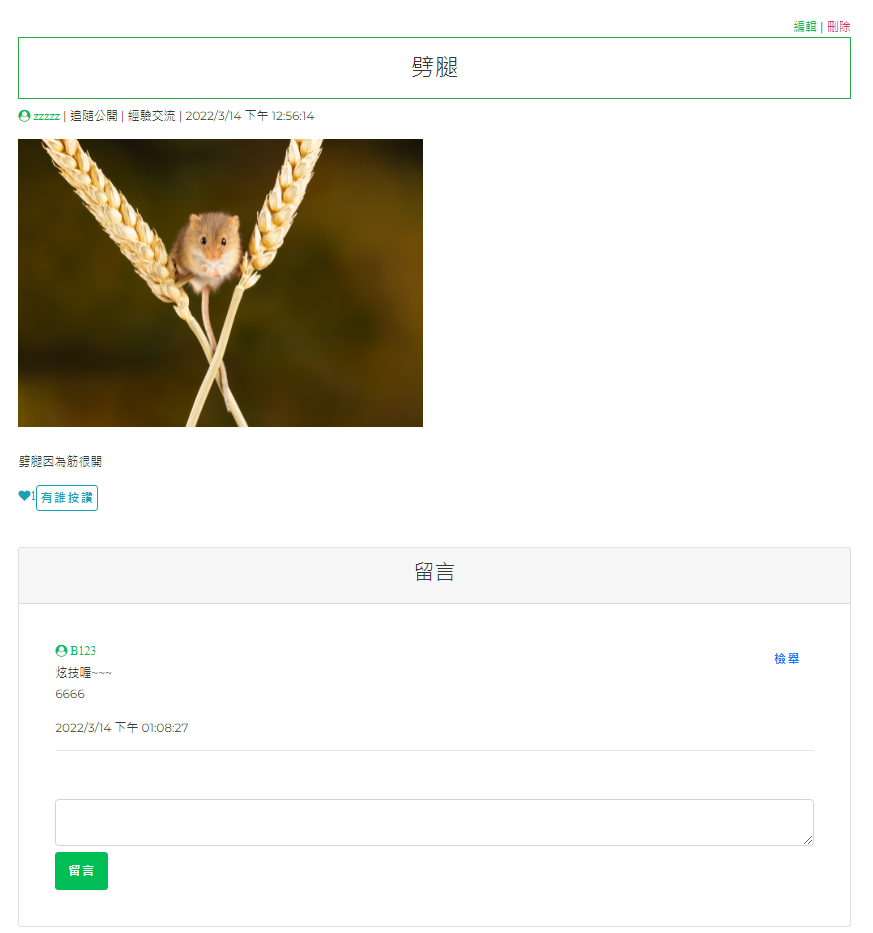 編輯 | 刪除
劈腿
zzzzz | 追隨公開 | 經驗交流 | 2022/3/14 下午 12:56:14
劈腿因為筋很開
1 有誰按讚
留言
B123
檢舉
炫技喔~~~
6666
2022/3/14 下午 01:08:27
留言